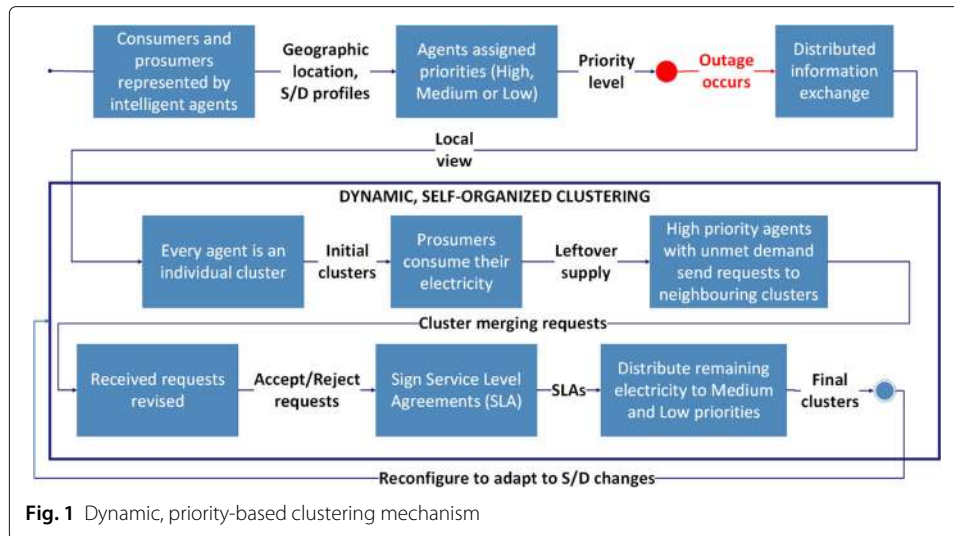 Consumers and
prosumers
represented by
intelligent agents
Geographic
location,
S/D profiles
Agents assigned
priorities (High,
Medium or Low)
Priority
level
Outage
occurs
Distributed
information
exchange
Local
view
DYNAMIC, SELF-ORGANIZED CLUSTERING
Every agent is an
individual cluster
Initial
clusters
Prosumers
consume their
electricity
Leftover
supply
High priority agents
with unmet demand
send requests to
neighbouring clusters
Cluster merging requests
Received requests
revised
Accept/Reject
requests
Sign Service Level
Agreements (SLA)
SLAs
Distribute remaining
electricity to Medium
and Low priorities
Final
clusters
Reconfigure to adapt to S/D changes
Fig. 1 Dynamic, priority-based clustering mechanism